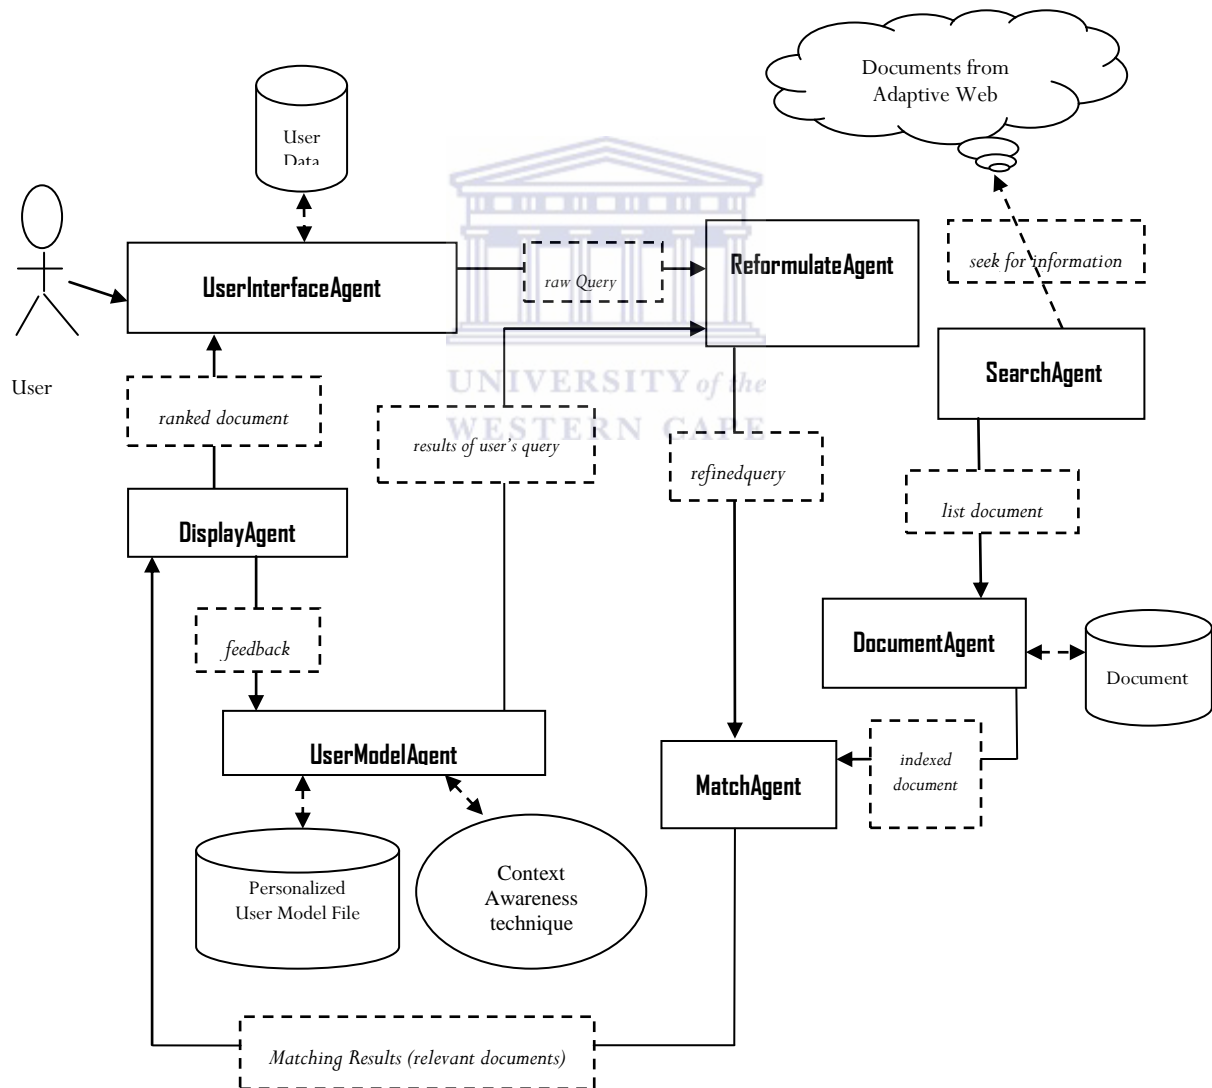 Documents from
Adaptive Web
User
Data
UserInterfaceAgent
raw Query
ReformulateAgent
seek for information
User
UNIVERSITY of the
WESTERN CAPE
SearchAgent
ranked document
results of user's query
refinedquery
list document
DisplayAgent
feedback
DocumentAgent
Document
UserModelAgent
MatchAgent
indexed
document
Personalized
User Model File
Context
Awareness
technique
Matching Results (relevant documents)